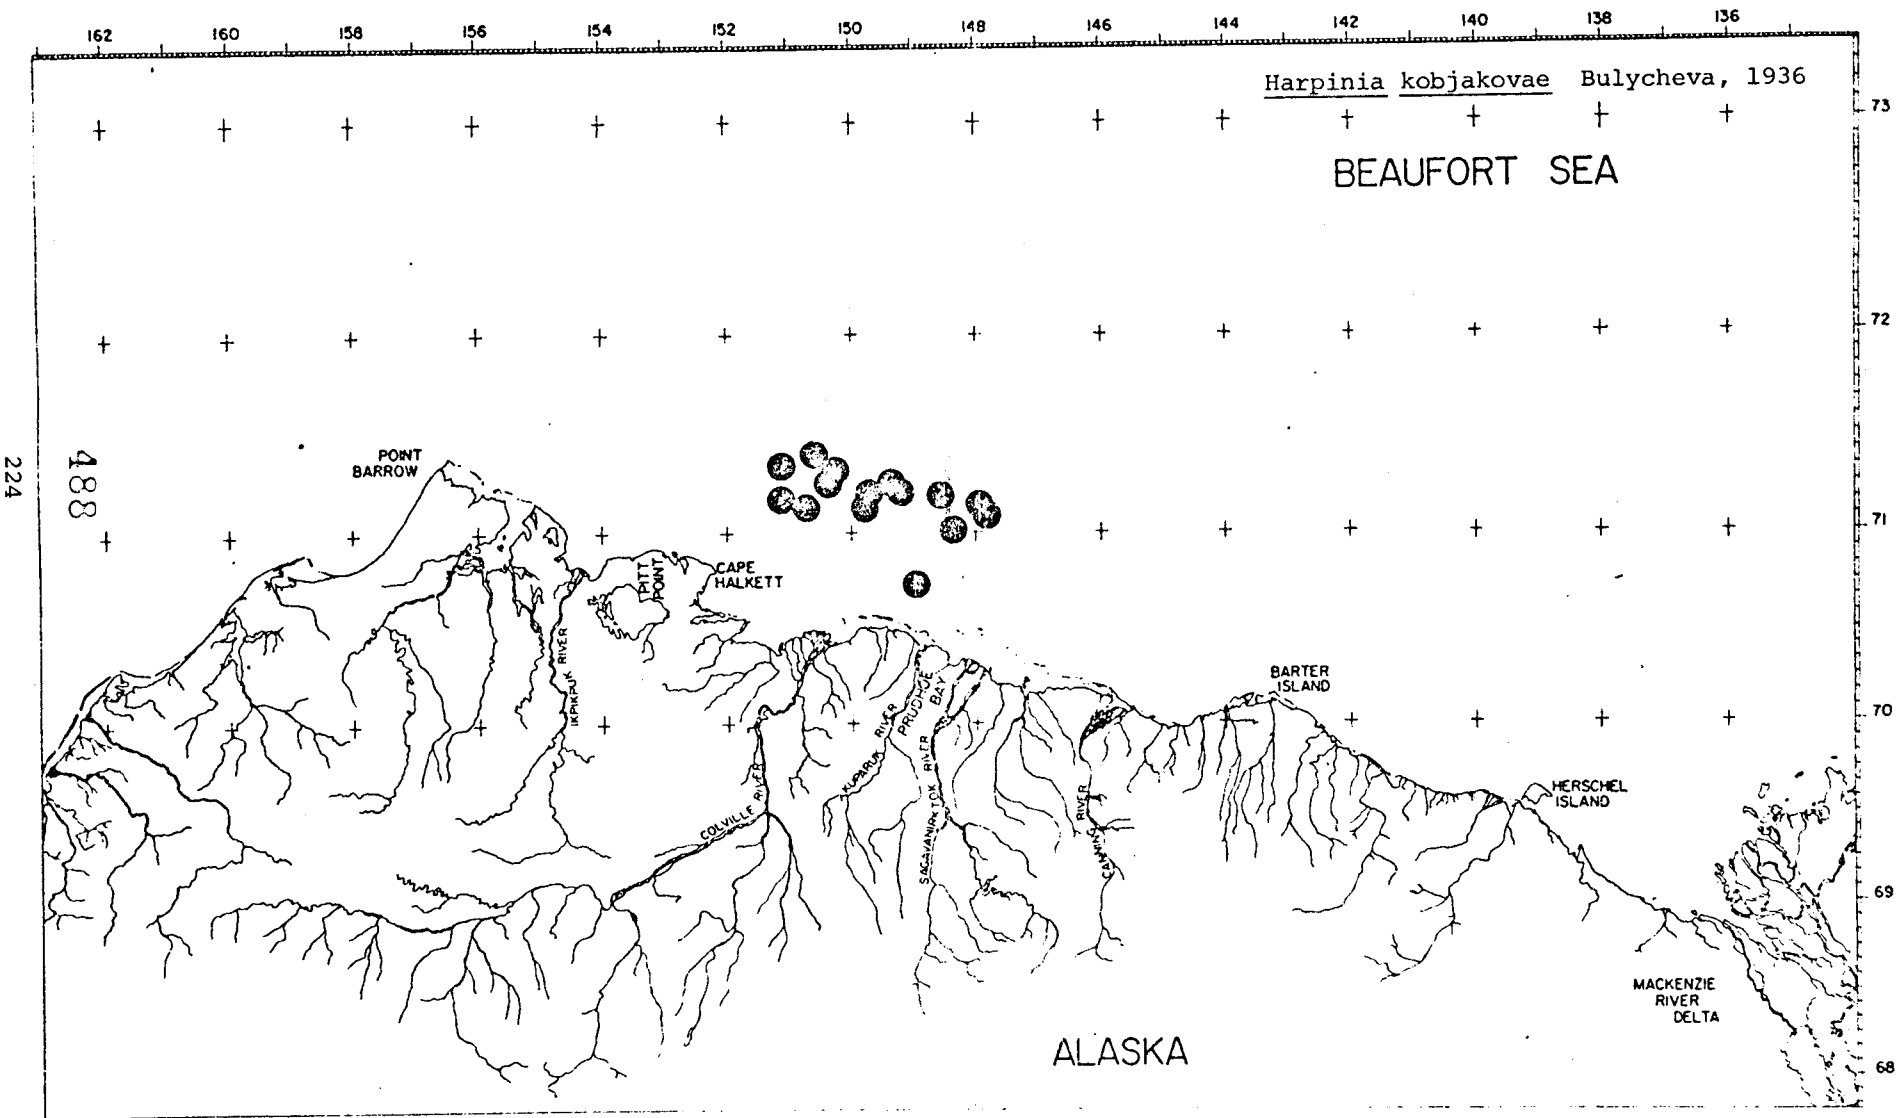 162 160 158 156 154 152 150 148 146 144 142 140 138 136
Harpinia kobjakovae Bulycheva, 1936
73
BEAUFORT SEA
72
POINT
BARROW
71
PITT
POINT
CAPE
HALKETT
IKPIKPUK RIVER
BARTER
ISLAND
PRUDHOE
BAY
70
KUPARUK RIVER
COLVILLE RIVER
SAGAVANIRKTOK RIVER
CANNING RIVER
HERSCHEL
ISLAND
69
MACKENZIE
RIVER
DELTA
ALASKA
68
224
488